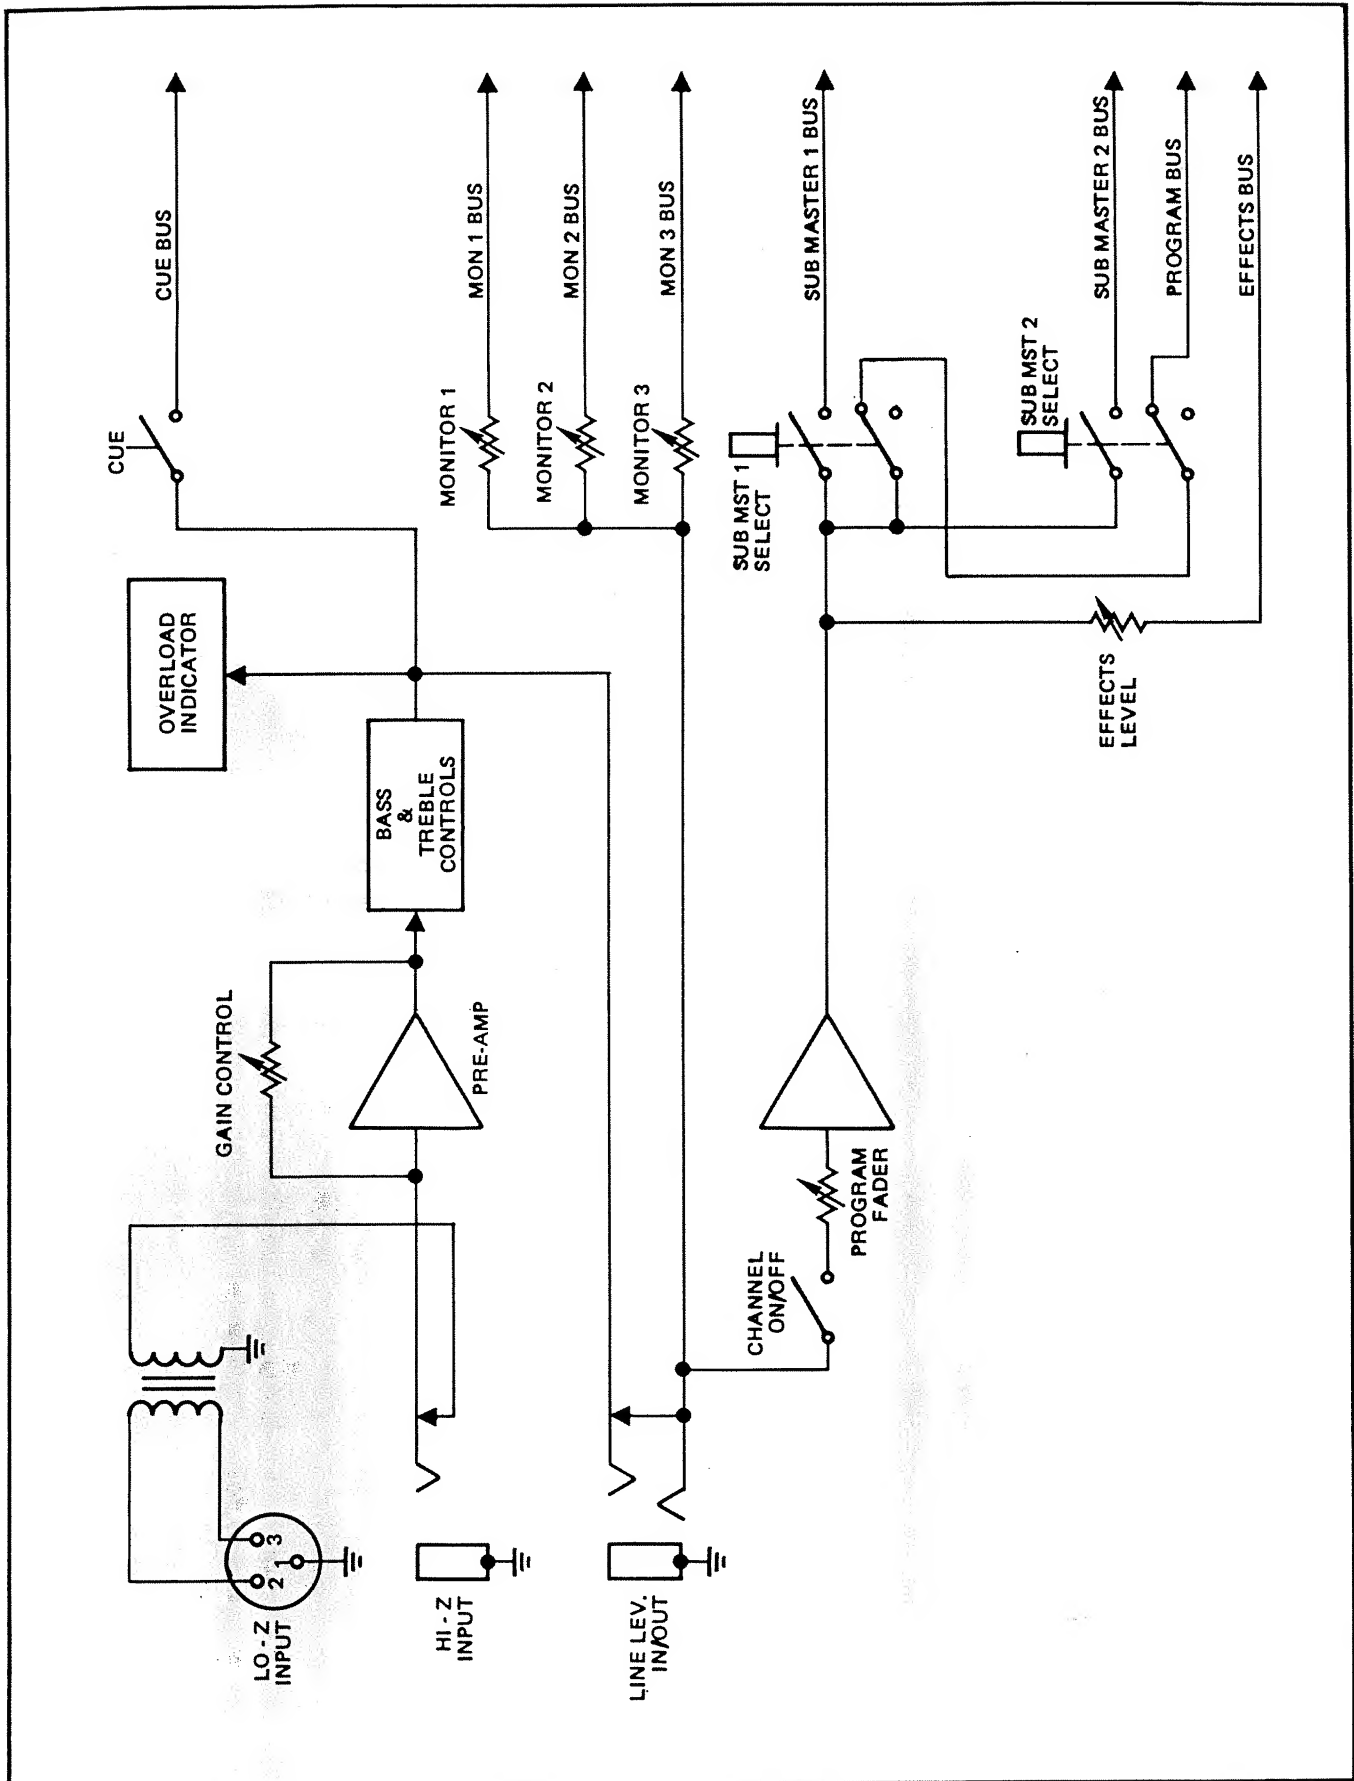 LO - Z
INPUT
2
1
3
HI - Z
INPUT
LINE LEV.
IN/OUT
GAIN CONTROL
PRE-AMP
BASS
&
TREBLE
CONTROLS
OVERLOAD
INDICATOR
CUE
CUE BUS
MONITOR 1
MON 1 BUS
MONITOR 2
MON 2 BUS
MONITOR 3
MON 3 BUS
CHANNEL
ON/OFF
PROGRAM
FADER
SUB MST 1
SELECT
SUB MASTER 1 BUS
SUB MST 2
SELECT
SUB MASTER 2 BUS
PROGRAM BUS
EFFECTS
LEVEL
EFFECTS BUS